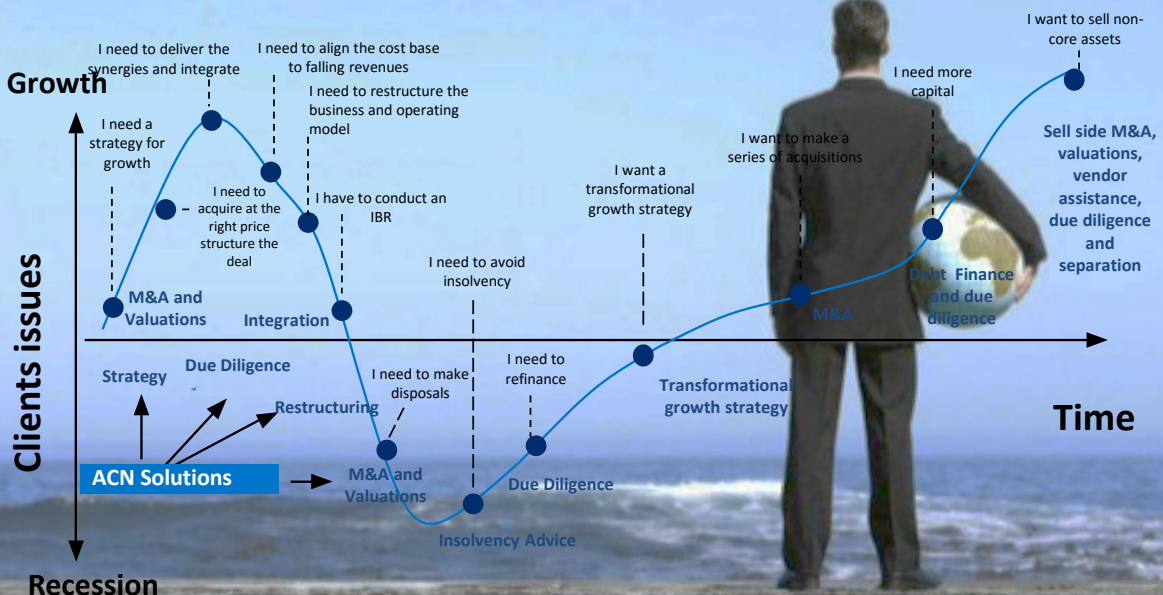 I want to sell non-
core assets
I need to deliver the
synergies and integrate
I need to align the cost base
to falling revenues
Growth
I need to restructure the
business and operating
model
I need more
capital
I need a
strategy for
growth
I want to make a
series of acquisitions
Sell side M&A,
valuations,
vendor
assistance,
due diligence
and
separation
I want a
transformational
growth strategy
I need to
acquire at the
right price
structure the
deal
I have to conduct an
IBR
I need to avoid
insolvency
Clients issues
M&A and
Valuations
Integration
Debt Finance
and due
diligence
M&A
Strategy
Due Diligence
I need to make
disposals
I need to
refinance
Transformational
growth strategy
Restructuring
Time
ACN Solutions
M&A and
Valuations
Due Diligence
Insolvency Advice
Recession